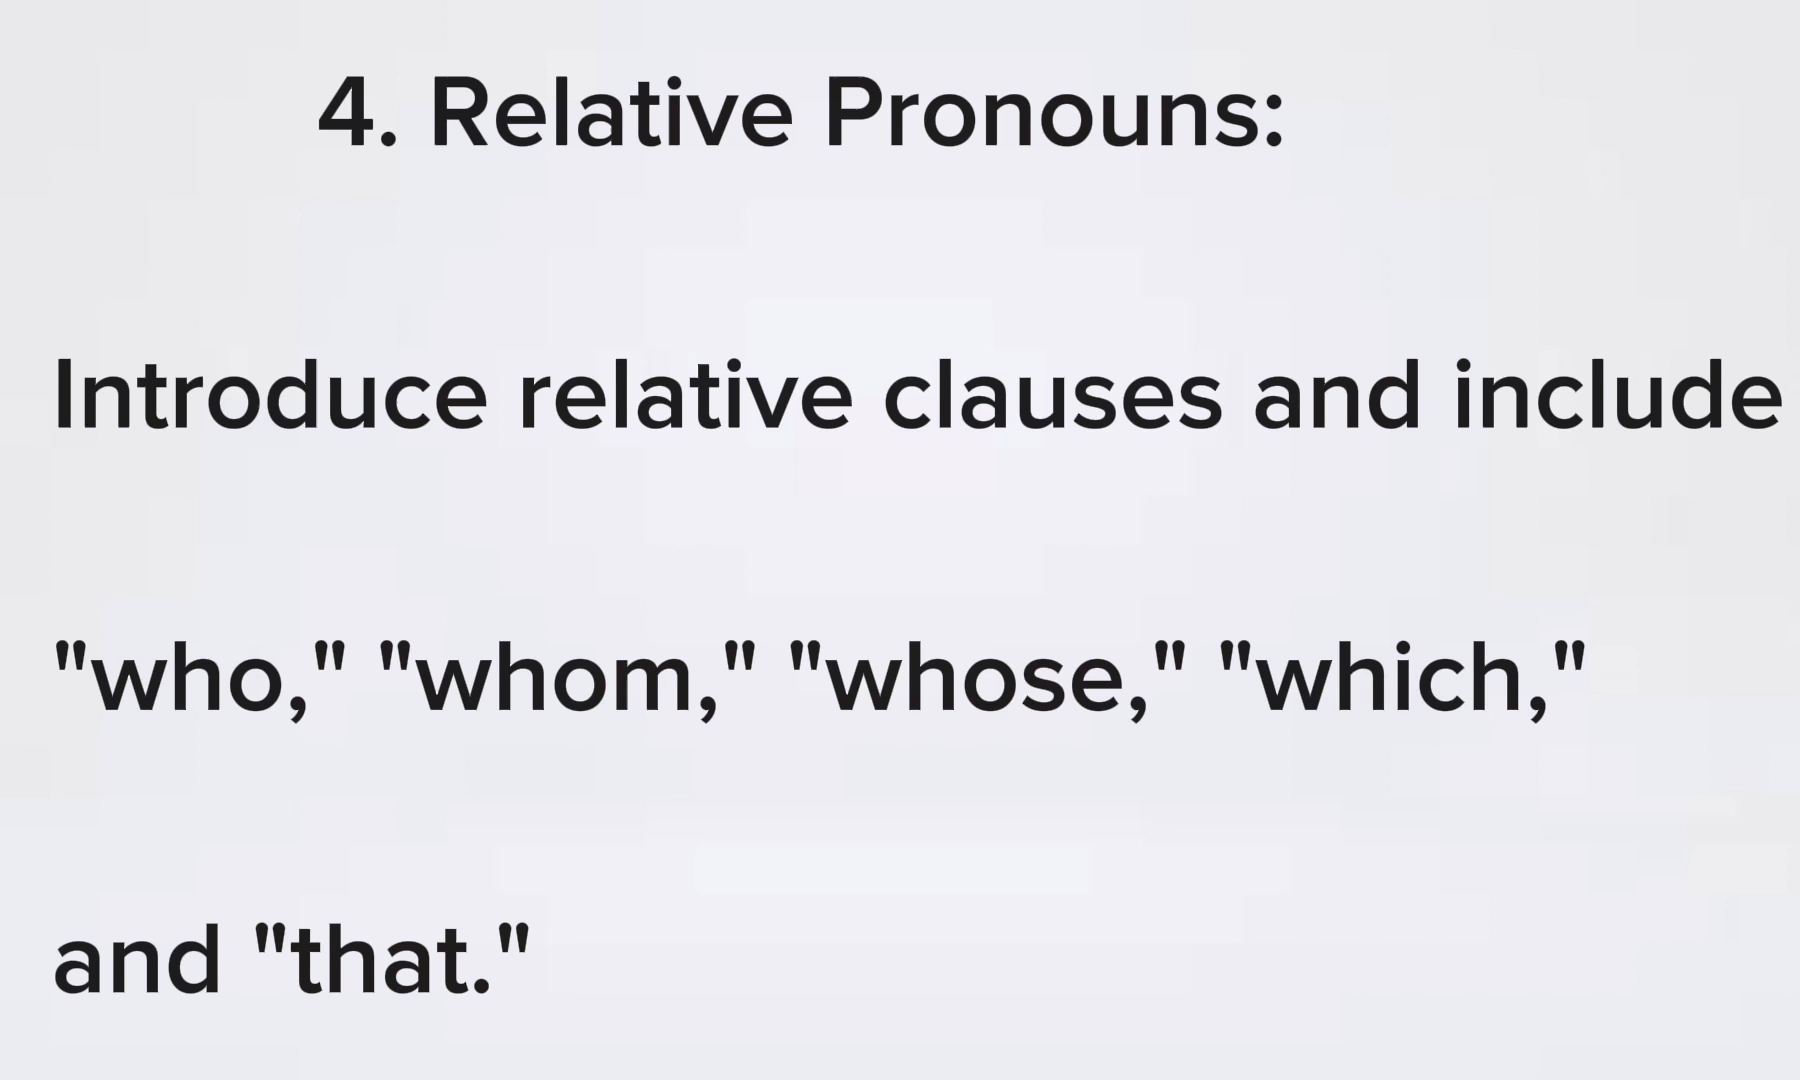 4. Relative Pronouns:
Introduce relative clauses and include
"who," "whom," "whose," "which,"
and "that."